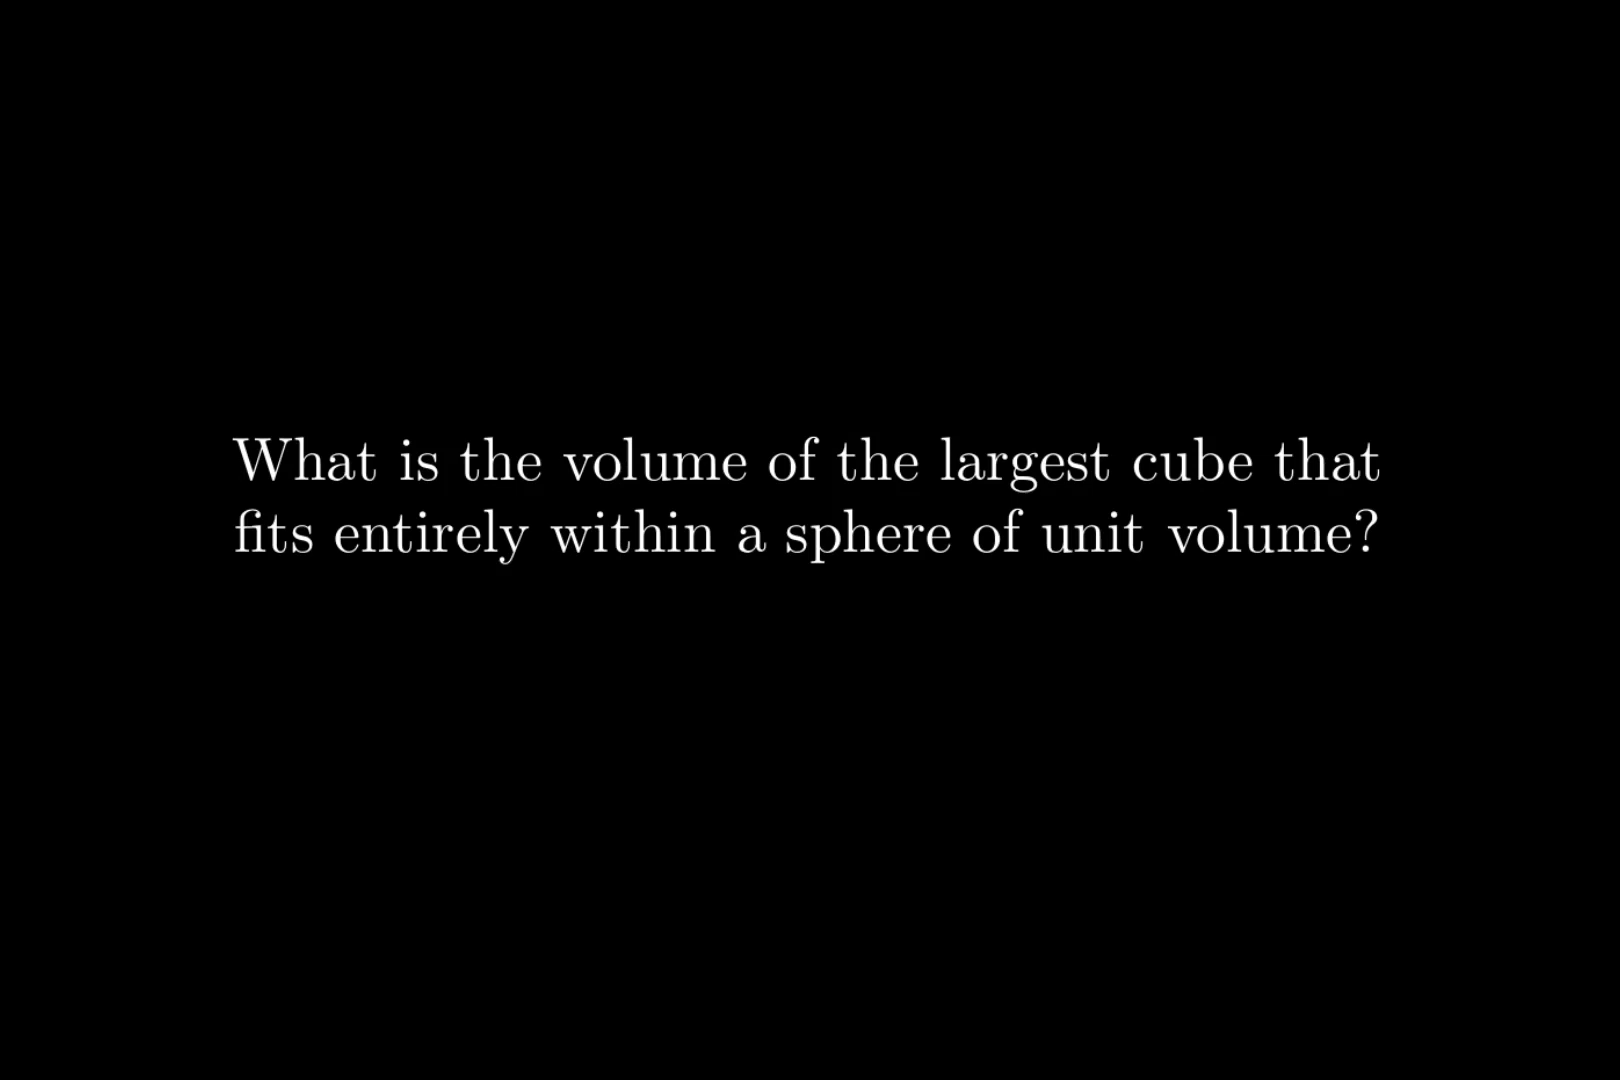 What is the volume of the largest cube that
fits entirely within a sphere of unit volume?